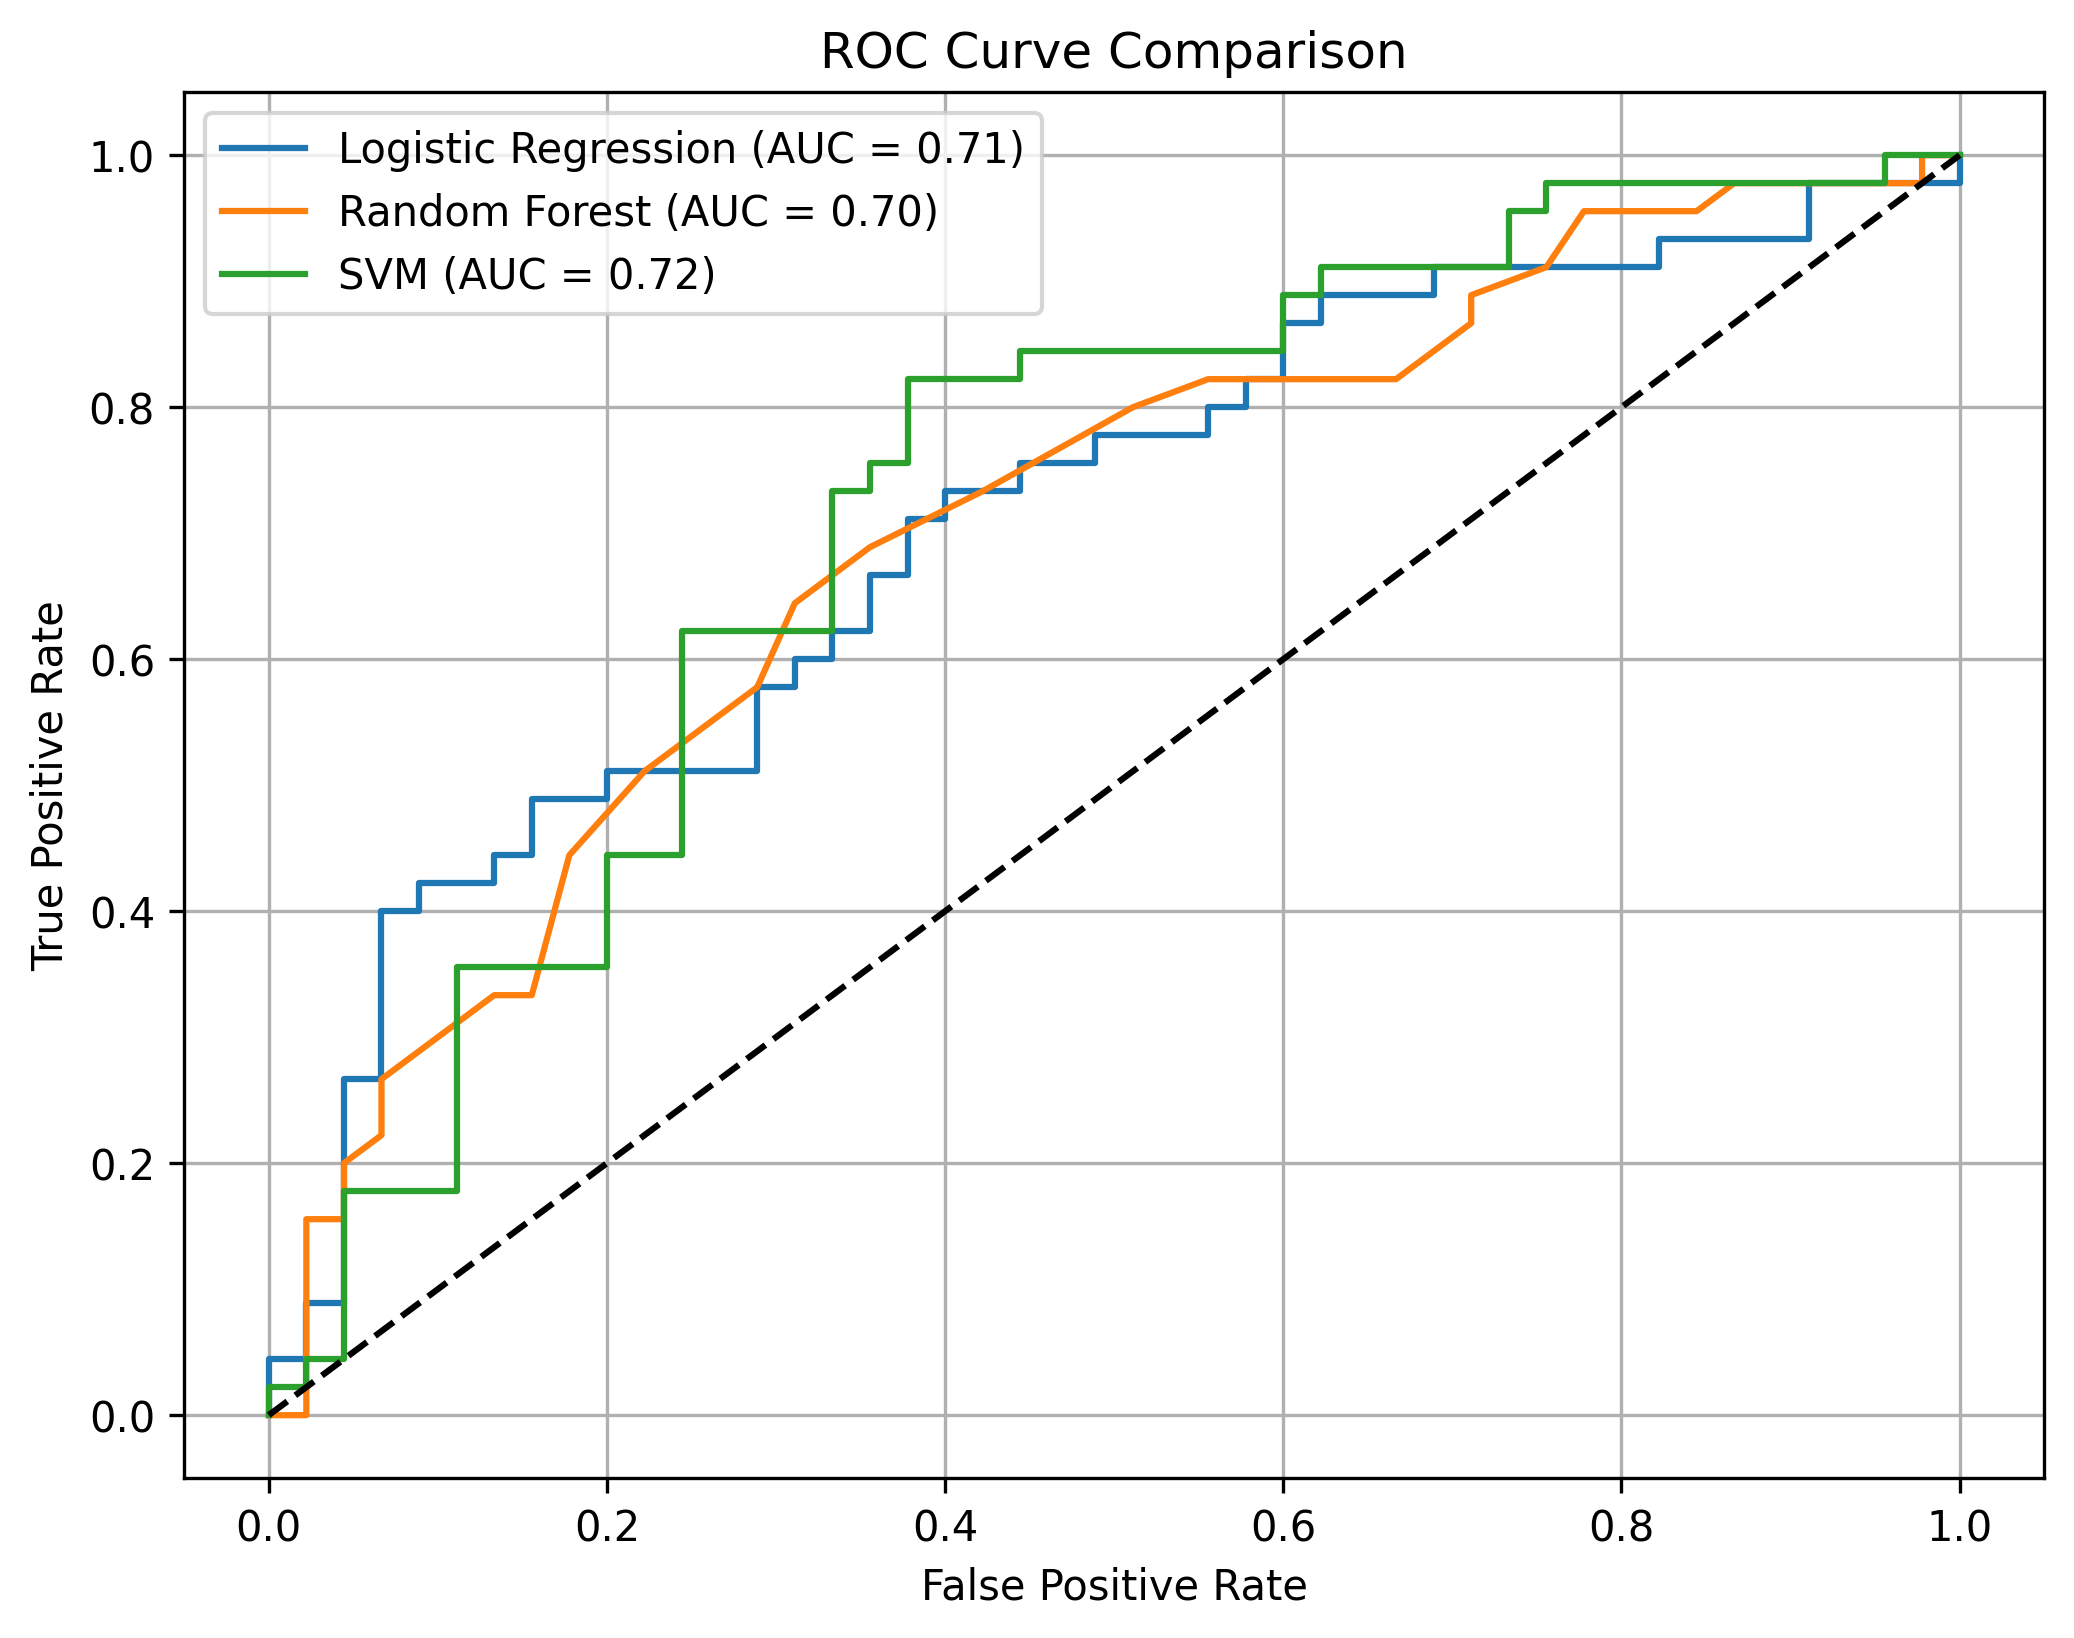 ROC Curve Comparison
Logistic Regression (AUC = 0.71)
Random Forest (AUC = 0.70)
SVM (AUC = 0.72)
True Positive Rate
1.0
0.8
0.6
0.4
0.2
0.0
0.0 0.2 0.4 0.6 0.8 1.0
False Positive Rate